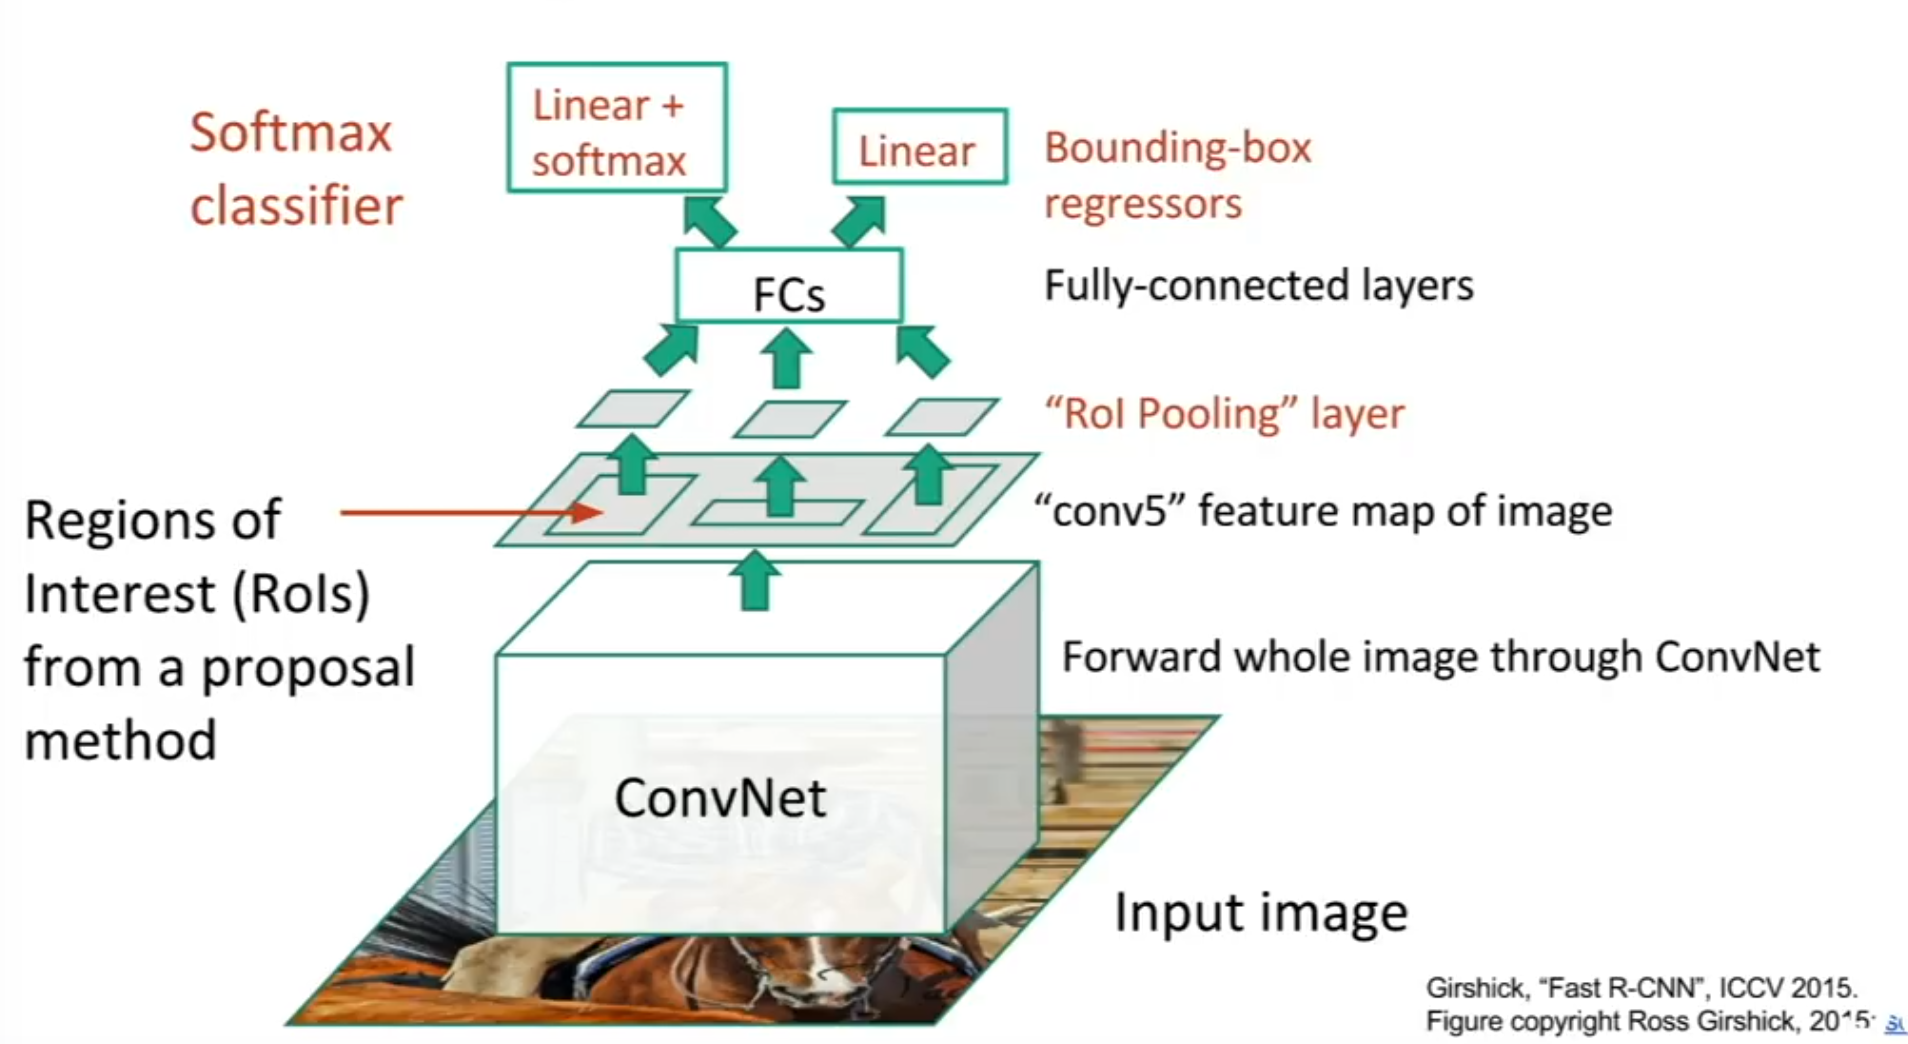 Linear +
softmax
Softmax
classifier
Linear
Bounding-box
regressors
FCs
Fully-connected layers
"RoI Pooling" layer
Regions of
Interest (RoIs)
from a proposal
method
"conv5" feature map of image
Forward whole image through ConvNet
ConvNet
Input image
Girshick, "Fast R-CNN", ICCV 2015.
Figure copyright Ross Girshick, 2015;